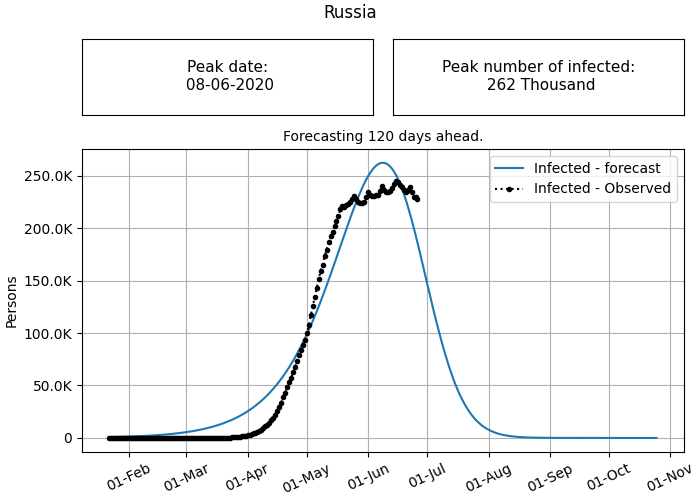 Russia
Peak date:
08-06-2020
Peak number of infected:
262 Thousand
Forecasting 120 days ahead.
Infected - forecast
Infected - Observed
250.0K
200.0K
150.0K
100.0K
50.0K
0
Persons
01-Feb
01-Mar
01-Apr
01-May
01-Jun
01-Jul
01-Aug
01-Sep
01-Oct
01-Nov